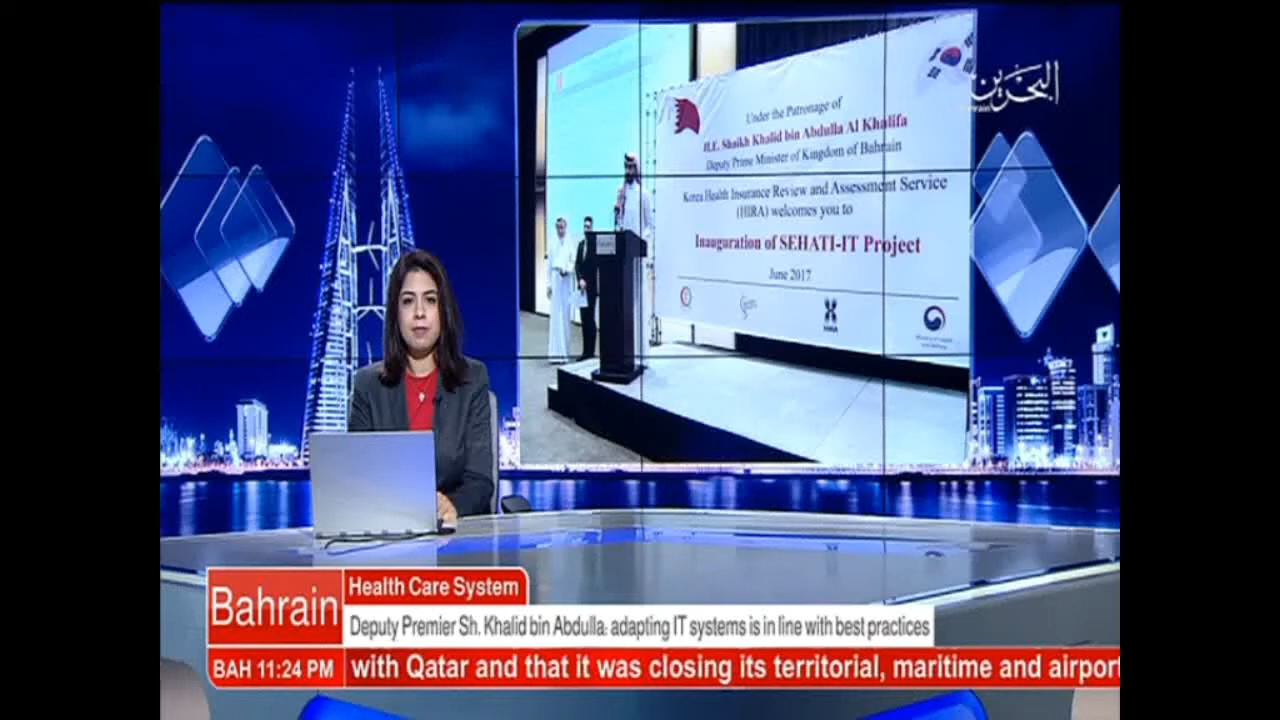 البحرين
Bahrain
Under the Patronage of
H.E. Shaikh Khalid bin Abdulla Al Khalifa
Deputy Prime Minister of Kingdom of Bahrain
Korea Health Insurance Review and Assessment Service
(HIRA) welcomes you to
Inauguration of SEHATI-IT Project
June 2017
HIRA
Bahrain
Health Care System
Deputy Premier Sh. Khalid bin Abdulla: adapting IT systems is in line with best practices
BAH 11:24 PM with Qatar and that it was closing its territorial, maritime and airport